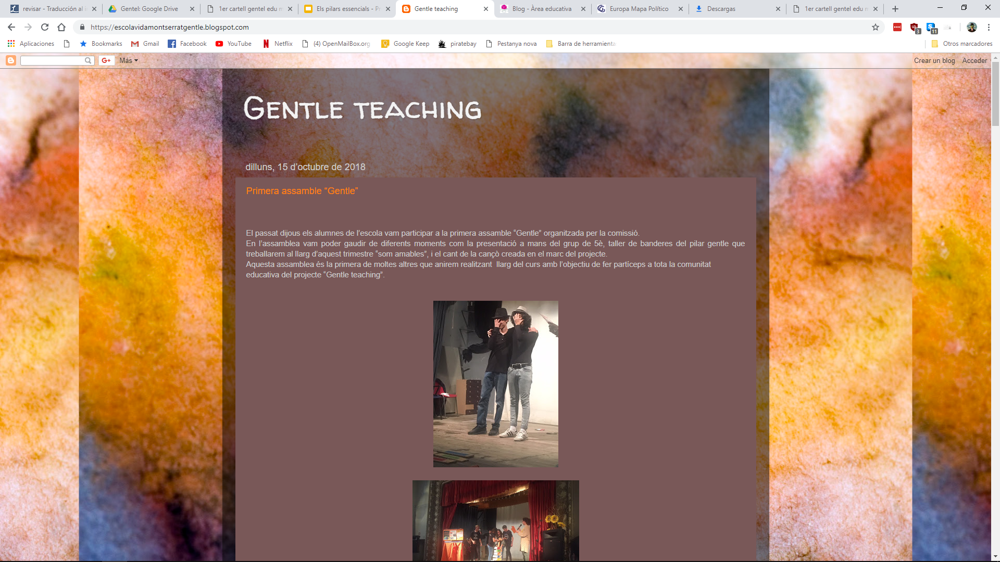 revisar - Traducción al i
Gentel: Google Drive
1er cartell gentel edu m
Els pilars essencials - Pr
Gentle teaching
Blog - Àrea educativa
Europa Mapa Político
Descargas
1er cartell gentel edu m
https://escolavidamontserratgentle.blogspot.com
3
11
Aplicaciones
Bookmarks
Gmail
Facebook
YouTube
Netflix
(4) OpenMailBox.org
Google Keep
piratebay
Pestanya nova
Barra de herramienta
Otros marcadores
G+
Más
Crear un blog
Acceder
Gentle teaching
dilluns, 15 d’octubre de 2018
Primera assamble “Gentle”
El passat dijous els alumnes de l’escola vam participar a la primera assamble “Gentle” organitzada per la comissió.
En l’assamblea vam poder gaudir de diferents moments com la presentació a mans del grup de 5è, taller de banderes del pilar gentle que
treballarem al llarg d’aquest trimestre “som amables”, i el cant de la cançò creada en el marc del projecte.
Aquesta assamblea és la primera de moltes altres que anirem realitzant  llarg del curs amb l’objectiu de fer partíceps a tota la comunitat
educativa del projecte “Gentle teaching”.